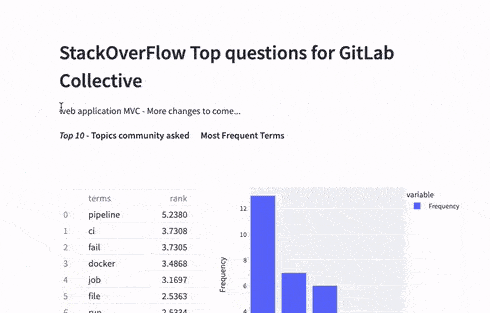 StackOverFlow Top questions for GitLab
Collective
web application MVC - More changes to come...
Top 10 - Topics community asked Most Frequent Terms
terms rank
0 pipeline 5.2380
1 ci 3.7308
2 fail 3.7305
3 docker 3.4868
4 job 3.1697
5 file 2.5363
6 run 2.5334
variable
Frequency
12
10
8
6
4
Frequency